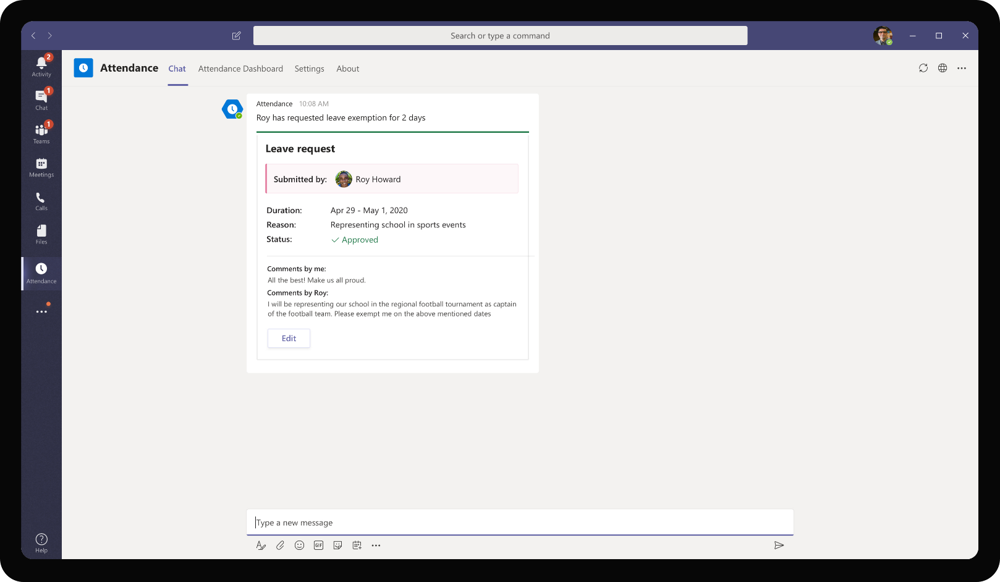 Search or type a command
2
Activity
1
Chat
1
Teams
Meetings
Calls
Files
Attendance
Help
Attendance Chat Attendance Dashboard Settings About
Attendance 10:08 AM
Roy has requested leave exemption for 2 days
Leave request
Submitted by: Roy Howard
Duration: Apr 29 - May 1, 2020
Reason: Representing school in sports events
Status: Approved
Comments by me:
All the best! Make us all proud.
Comments by Roy:
I will be representing our school in the regional football tournament as captain
of the football team. Please exempt me on the above mentioned dates
Edit
Type a new message
GIF